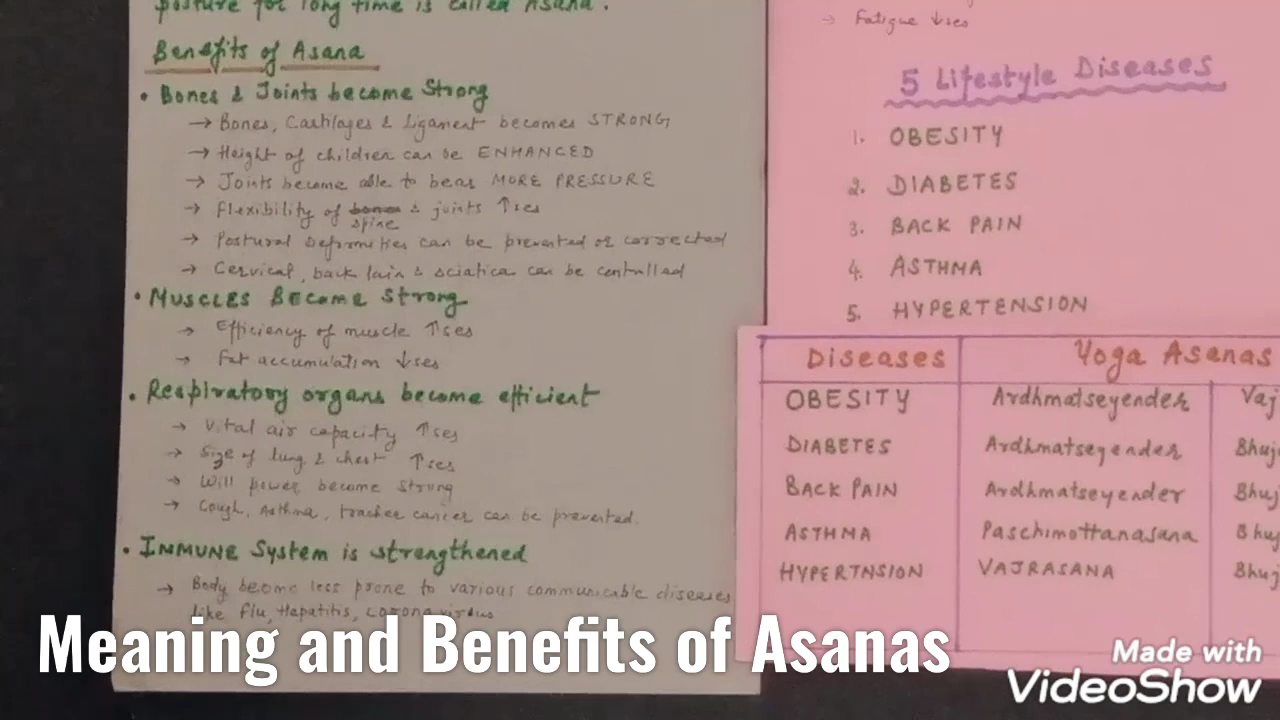 posture for long time is called Asana.
Benefits of Asana
• Bones & Joints become Strong
→ Bones, Cartilages & Ligament becomes STRONG
→ Height of children can be ENHANCED
→ Joints become able to bear MORE PRESSURE
→ Flexibility of bones spine & joints ↑ses
→ Postural Deformities can be prevented or corrected
→ Cervical, back Pain & sciatica can be controlled
• MUSCLES BECOME Strong
→ Efficiency of muscle ↑ses
→ Fat accumulation ↓ses
• Respiratory organs become efficient
→ Vital air capacity ↑ses
→ Size of lung & chest ↑ses
→ Will power become strong
→ Cough, Asthma, trachea cancer can be prevented.
• IMMUNE System is strengthened
→ Body become less prone to various communicable diseases
like Flu, Hepatitis, corona virous
→ Fatigue ↓ses
5 Lifestyle Diseases
1. OBESITY
2. DIABETES
3. BACK PAIN
4. ASTHMA
5. HYPERTENSION
Diseases Yoga Asanas
OBESITY Ardhmatseyender Vaj
DIABETES Ardhmatseyender Bhuj
BACK PAIN Ardhmatseyender Bhuj
ASTHMA Paschimottanasana Bhuj
HYPERTNSION VAJRASANA Bhuj
Meaning and Benefits of Asanas
Made with
VideoShow